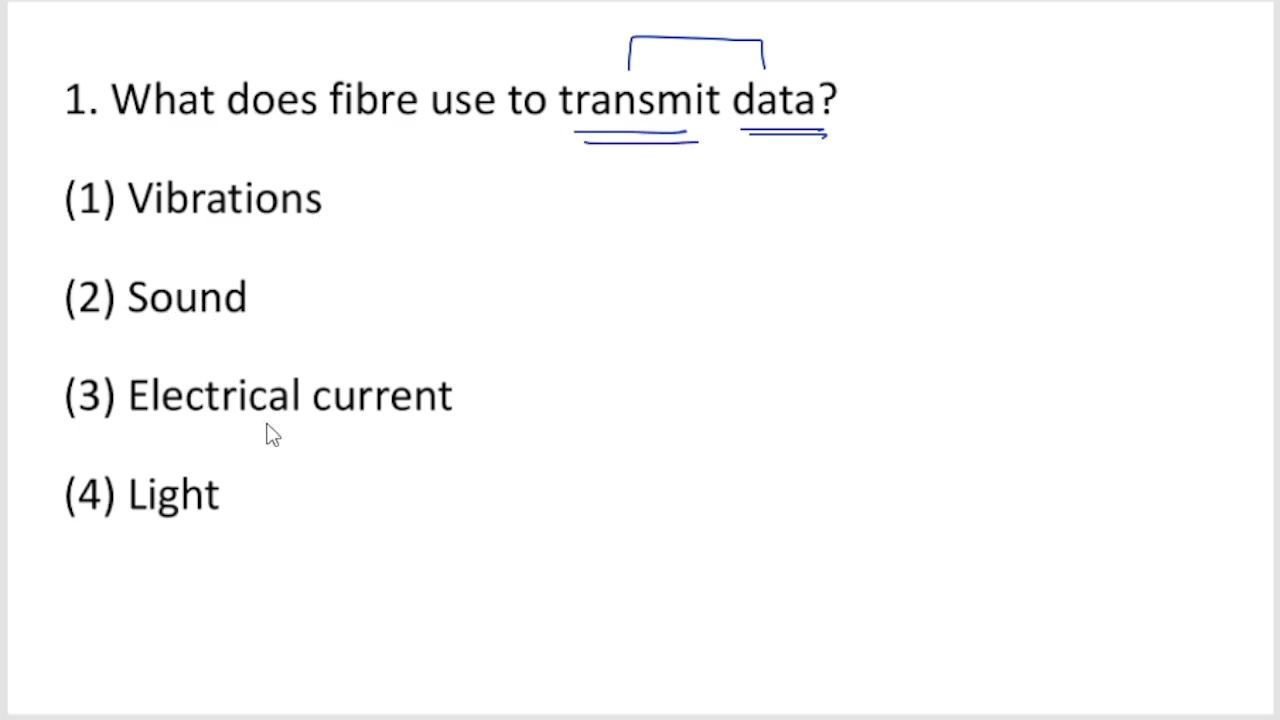 1. What does fibre use to transmit data?
(1) Vibrations
(2) Sound
(3) Electrical current
(4) Light